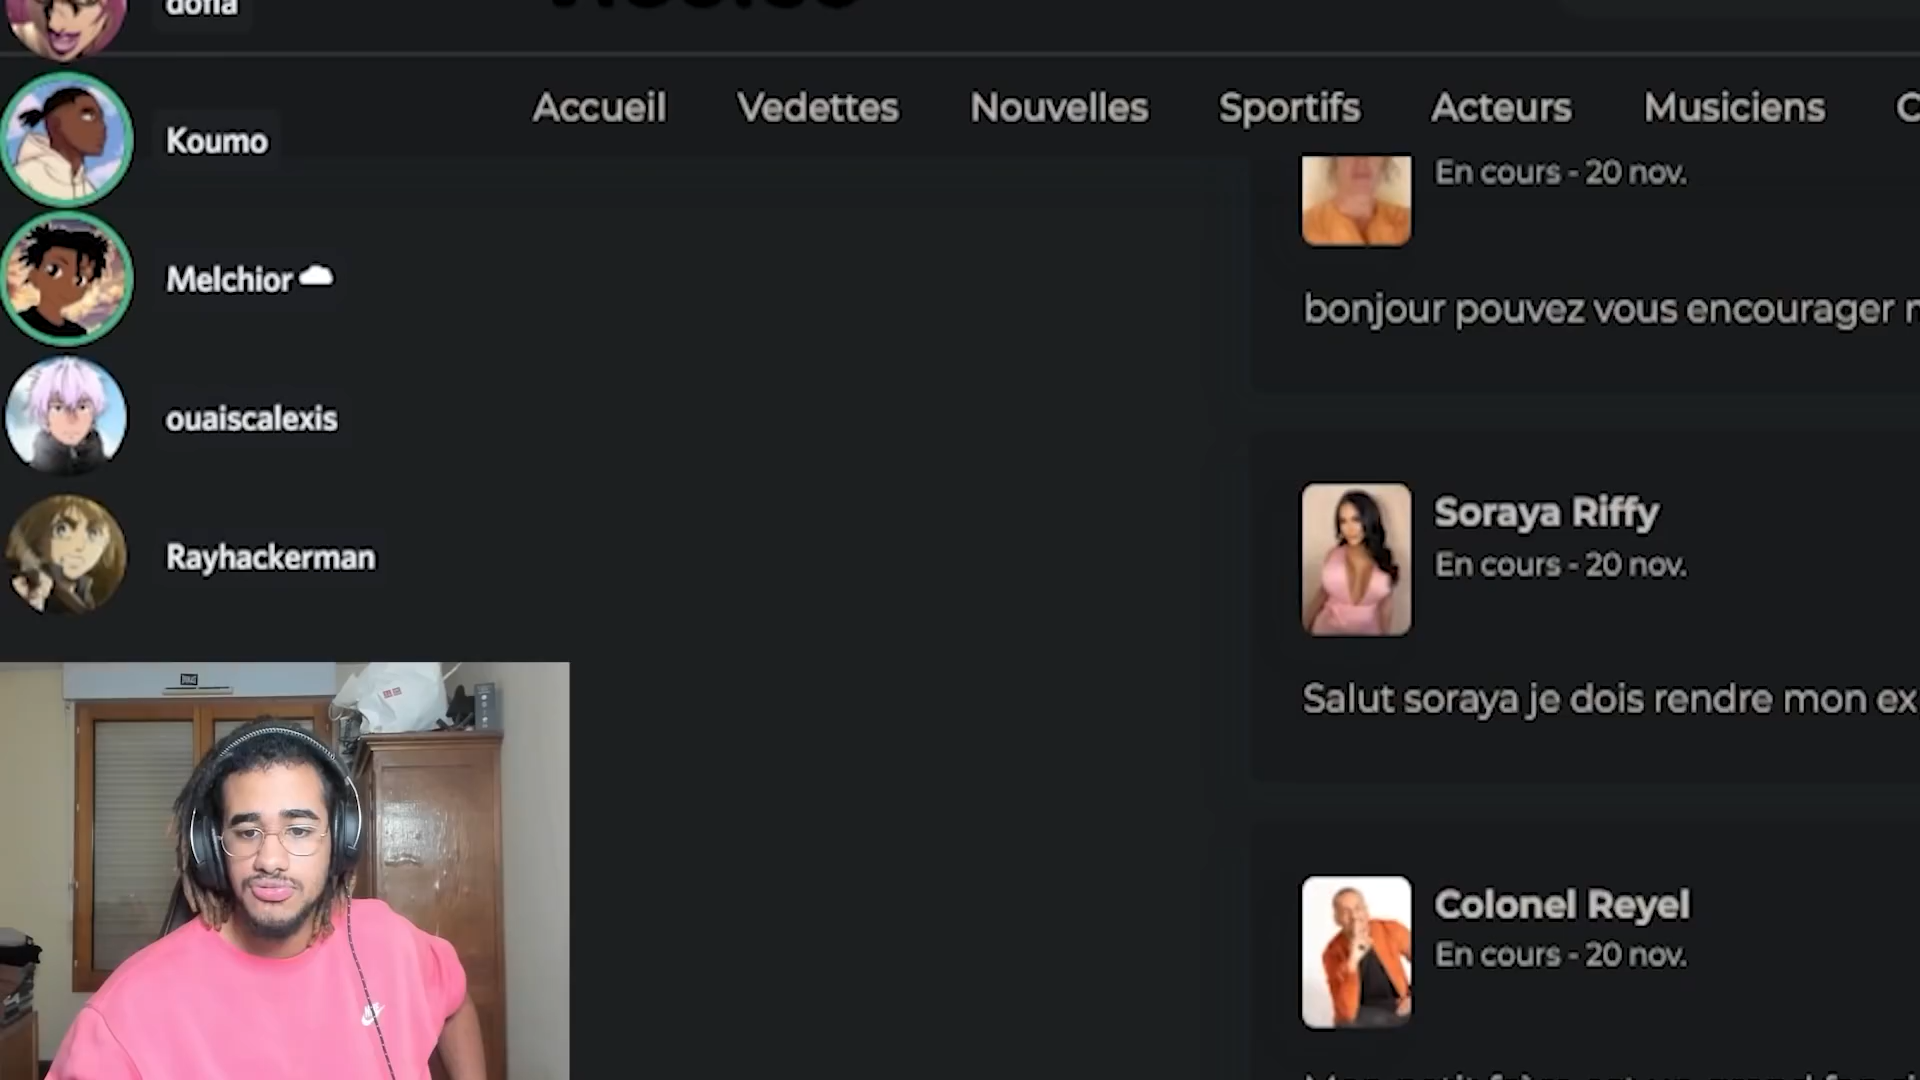 dofla
Koumo
Melchior
ouaiscalexis
Rayhackerman
Accueil Vedettes Nouvelles Sportifs Acteurs Musiciens
En cours - 20 nov.
bonjour pouvez vous encourager
Soraya Riffy
En cours - 20 nov.
Salut soraya je dois rendre mon ex
Colonel Reyel
En cours - 20 nov.